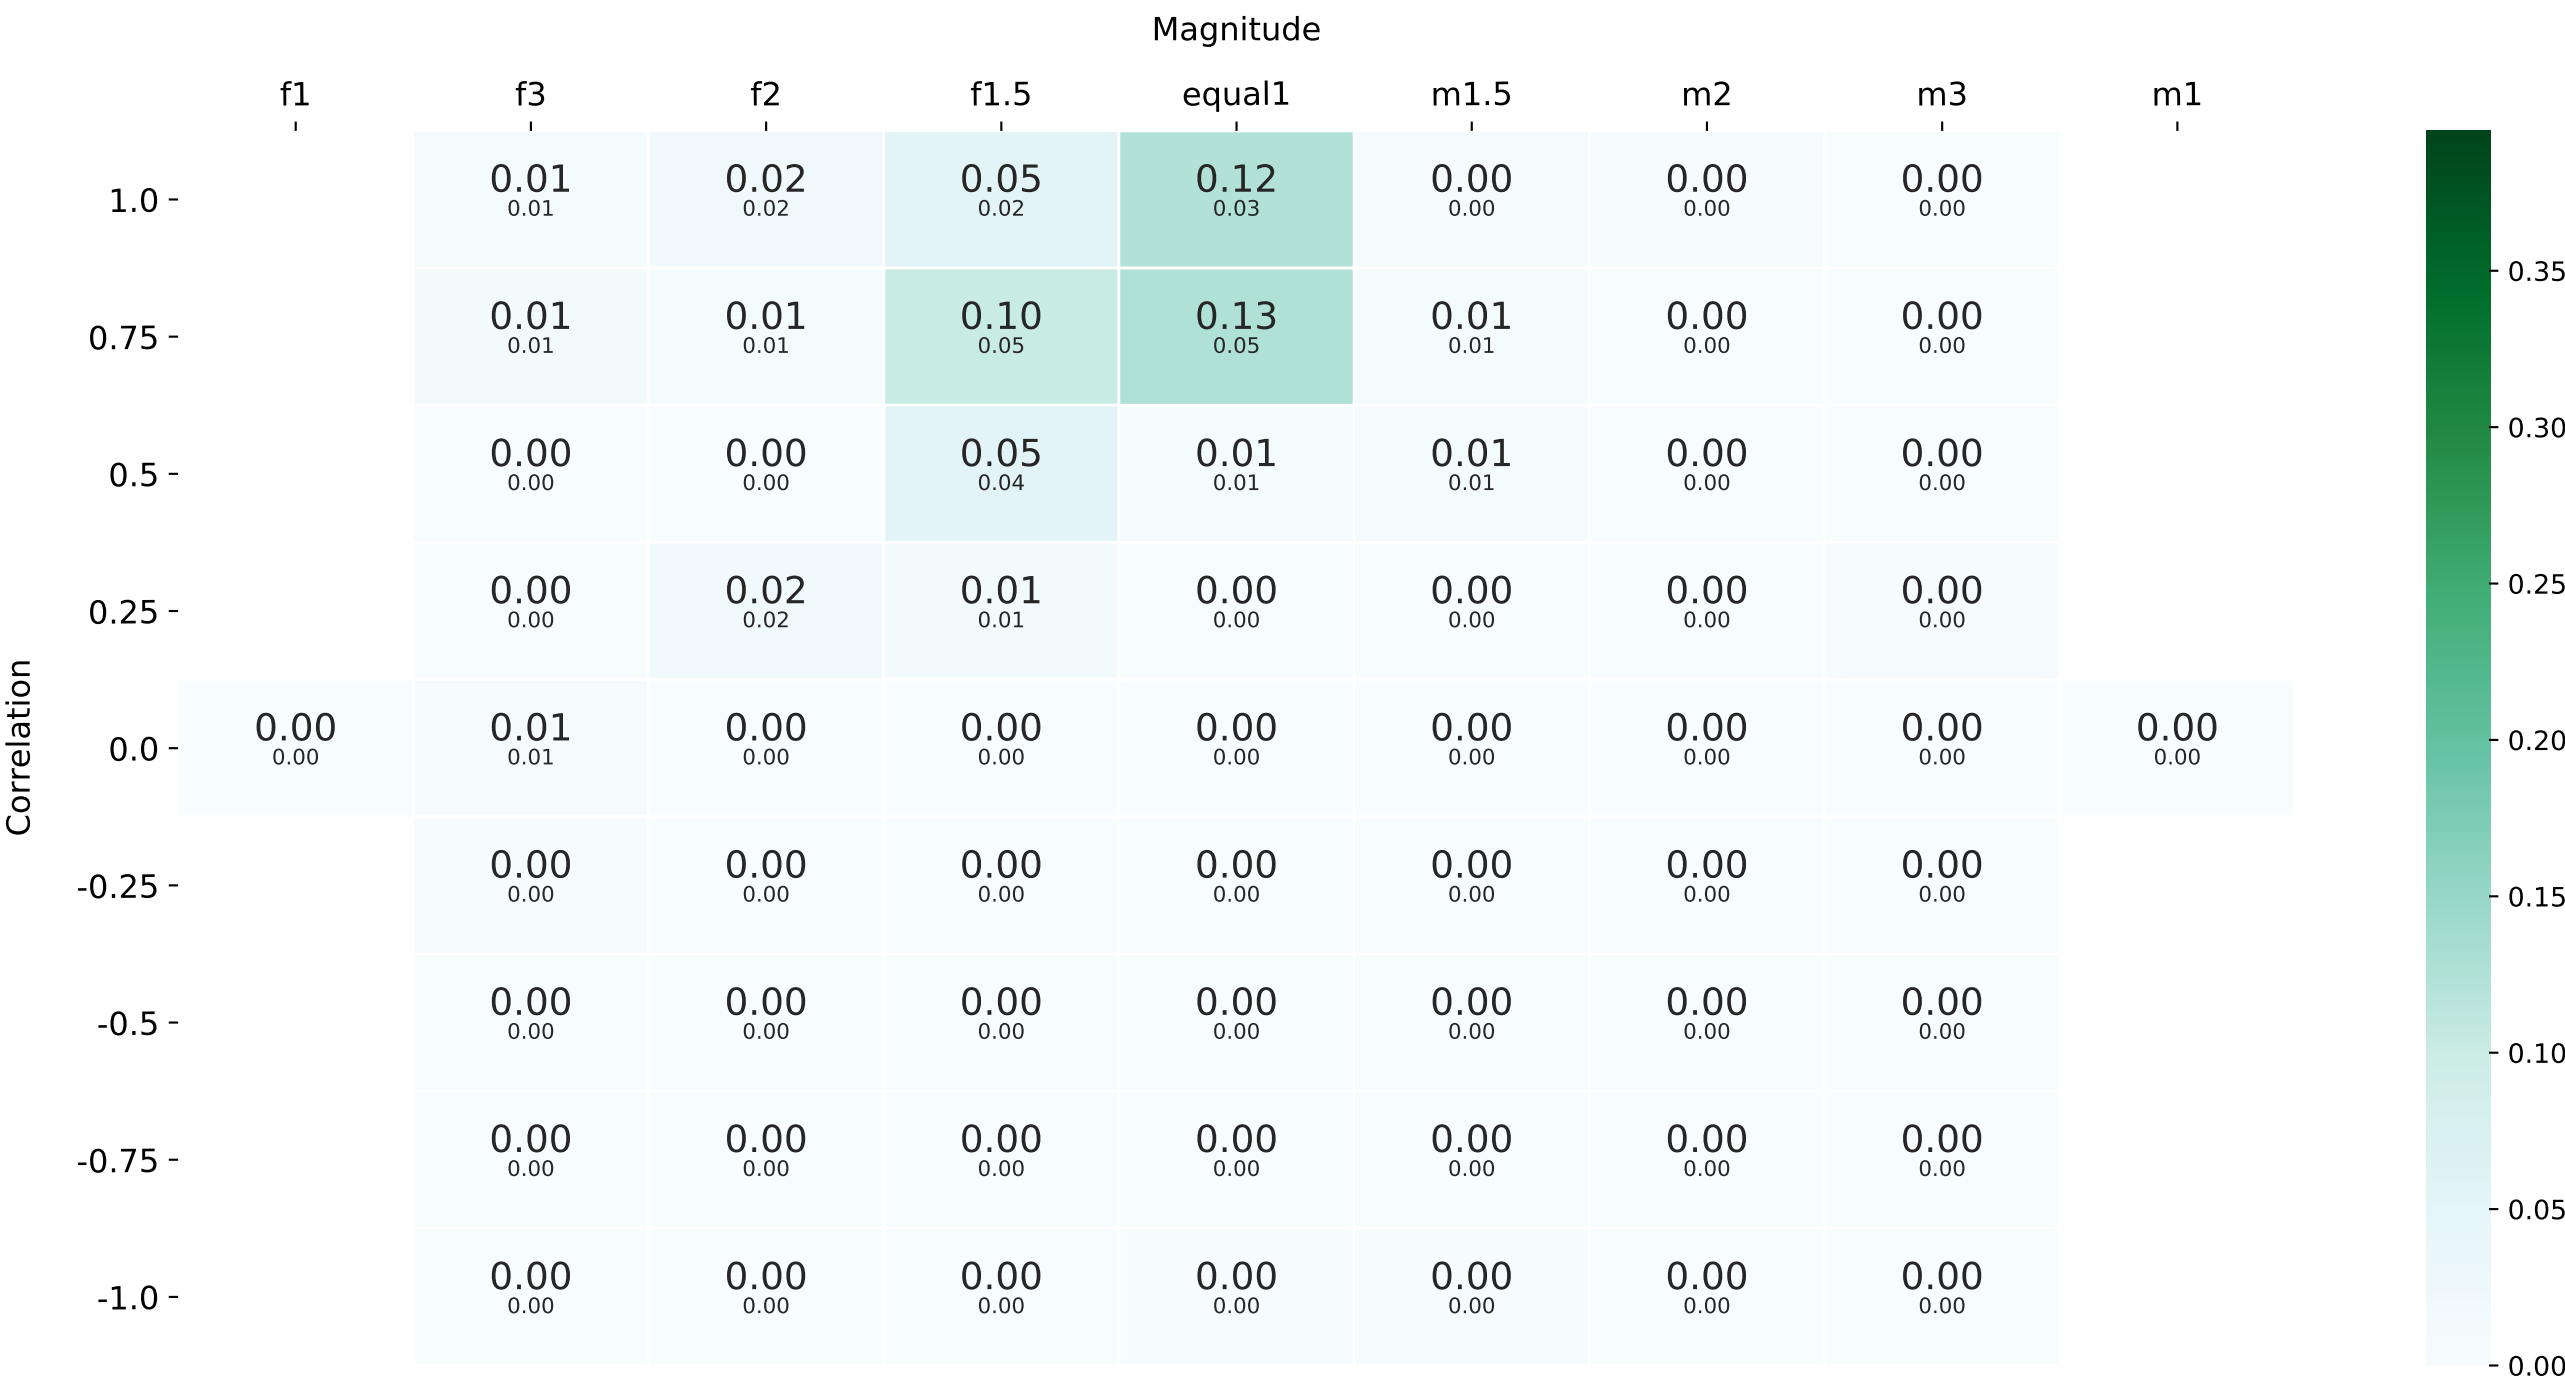 Magnitude
f1 f3 f2 f1.5 equal1 m1.5 m2 m3 m1
1.0 0.01 0.02 0.05 0.12 0.00 0.00 0.00
0.01 0.02 0.02 0.03 0.00 0.00 0.00
0.75 0.01 0.01 0.10 0.13 0.01 0.00 0.00
0.01 0.01 0.05 0.05 0.01 0.00 0.00
0.5 0.00 0.00 0.05 0.01 0.01 0.00 0.00
0.00 0.00 0.04 0.01 0.01 0.00 0.00
0.25 0.00 0.02 0.01 0.00 0.00 0.00 0.00
0.00 0.02 0.01 0.00 0.00 0.00 0.00
0.0 0.00 0.01 0.00 0.00 0.00 0.00 0.00 0.00 0.00
0.00 0.01 0.00 0.00 0.00 0.00 0.00 0.00 0.00
-0.25 0.00 0.00 0.00 0.00 0.00 0.00 0.00
0.00 0.00 0.00 0.00 0.00 0.00 0.00
-0.5 0.00 0.00 0.00 0.00 0.00 0.00 0.00
0.00 0.00 0.00 0.00 0.00 0.00 0.00
-0.75 0.00 0.00 0.00 0.00 0.00 0.00 0.00
0.00 0.00 0.00 0.00 0.00 0.00 0.00
-1.0 0.00 0.00 0.00 0.00 0.00 0.00 0.00
0.00 0.00 0.00 0.00 0.00 0.00 0.00
Correlation
0.35
0.30
0.25
0.20
0.15
0.10
0.05
0.00